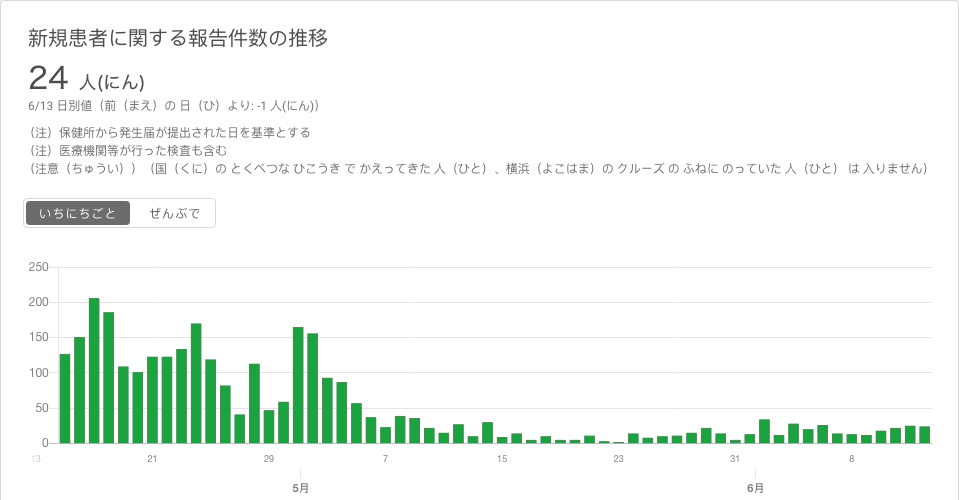 新規患者に関する報告件数の推移
24 人(にん)
6/13 日別値（前（まえ）の 日（ひ）より: -1 人(にん)）
（注）保健所から発生届が提出された日を基準とする
（注）医療機関等が行った検査も含む
（注意（ちゅうい））（国（くに）の とくべつな ひこうき で かえってきた 人（ひと）、横浜（よこはま）の クルーズ の ふねに のっていた 人（ひと） は 入りません）
いちにちごと ぜんぶで
250
200
150
100
50
0
13 21 29 7 15 23 31 8
5月 6月